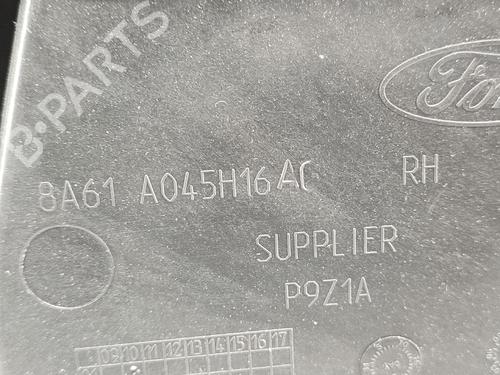 B-PARTS
Ford
8A61 A045H16AC RH
SUPPLIER
P9Z1A
09 10 11 12 13 14 15 16 17